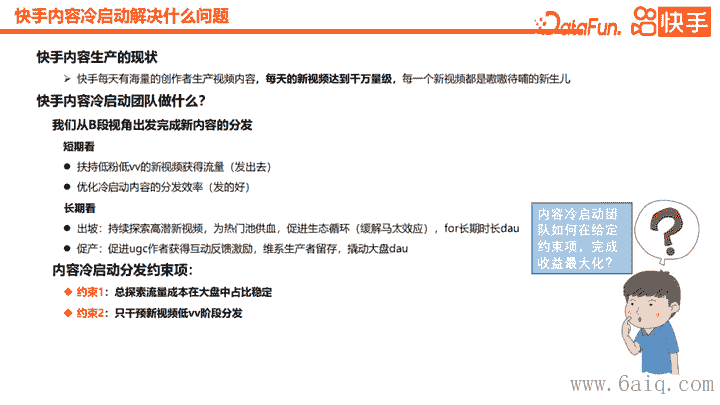 快手内容冷启动解决什么问题
DataFun.
快手
快手内容生产的现状
快手每天有海量的创作者生产视频内容，每天的新视频达到千万量级，每一个新视频都是嗷嗷待哺的新生儿
快手内容冷启动团队做什么？
我们从B段视角出发完成新内容的分发
短期看
扶持低粉低vv的新视频获得流量（发出去）
优化冷启动内容的分发效率（发的好）
长期看
出坡：持续探索高潜新视频，为热门池供血，促进生态循环（缓解马太效应），for长期时长dau
促产：促进ugc作者获得互动反馈激励，维系生产者留存，撬动大盘dau
内容冷启动分发约束项：
约束1：总探索流量成本在大盘中占比稳定
约束2：只干预新视频低vv阶段分发
内容冷启动团
队如何在给定
约束项，完成
收益最大化？
www.6aiq.com